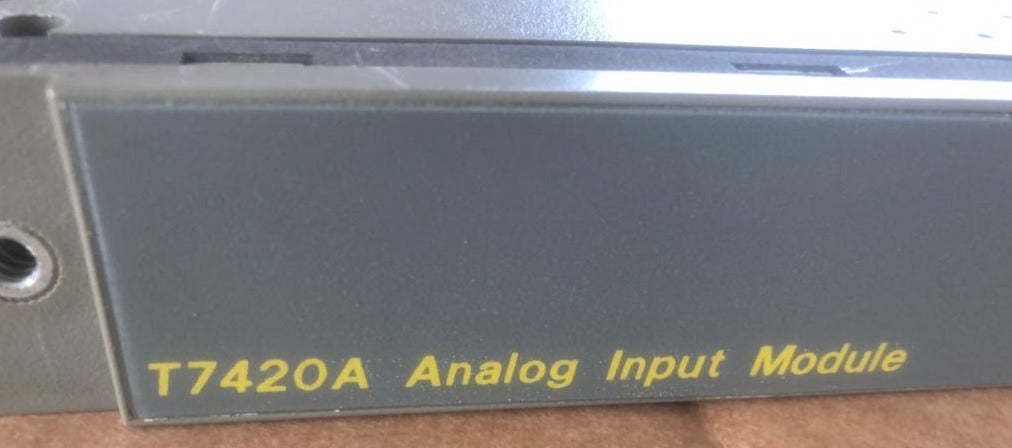 T7420A Analog Input Module